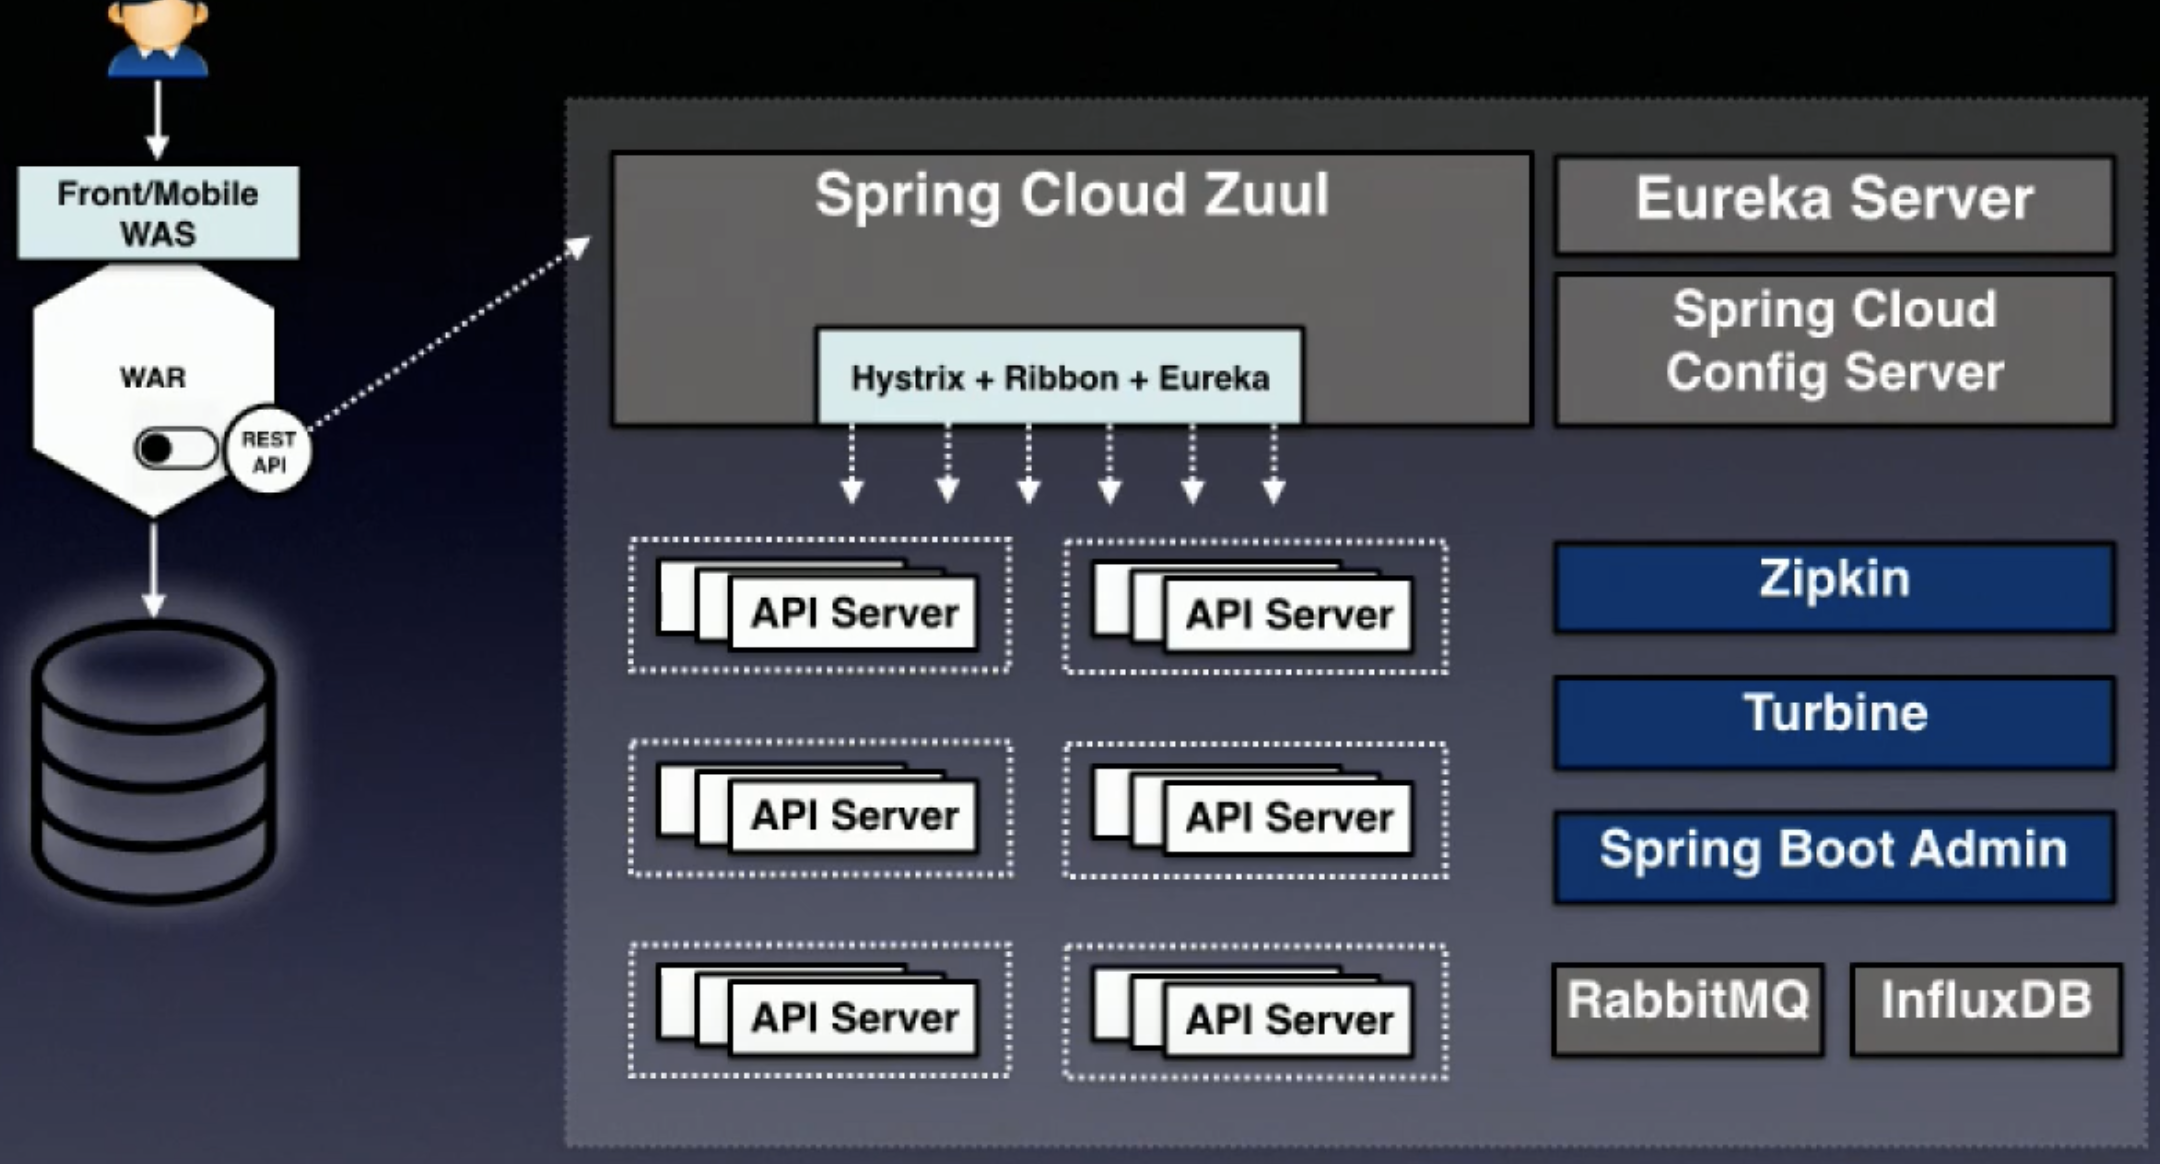 Front/Mobile
WAS
WAR
REST
API
Spring Cloud Zuul
Hystrix + Ribbon + Eureka
API Server
API Server
API Server
API Server
API Server
API Server
Eureka Server
Spring Cloud
Config Server
Zipkin
Turbine
Spring Boot Admin
RabbitMQ
InfluxDB